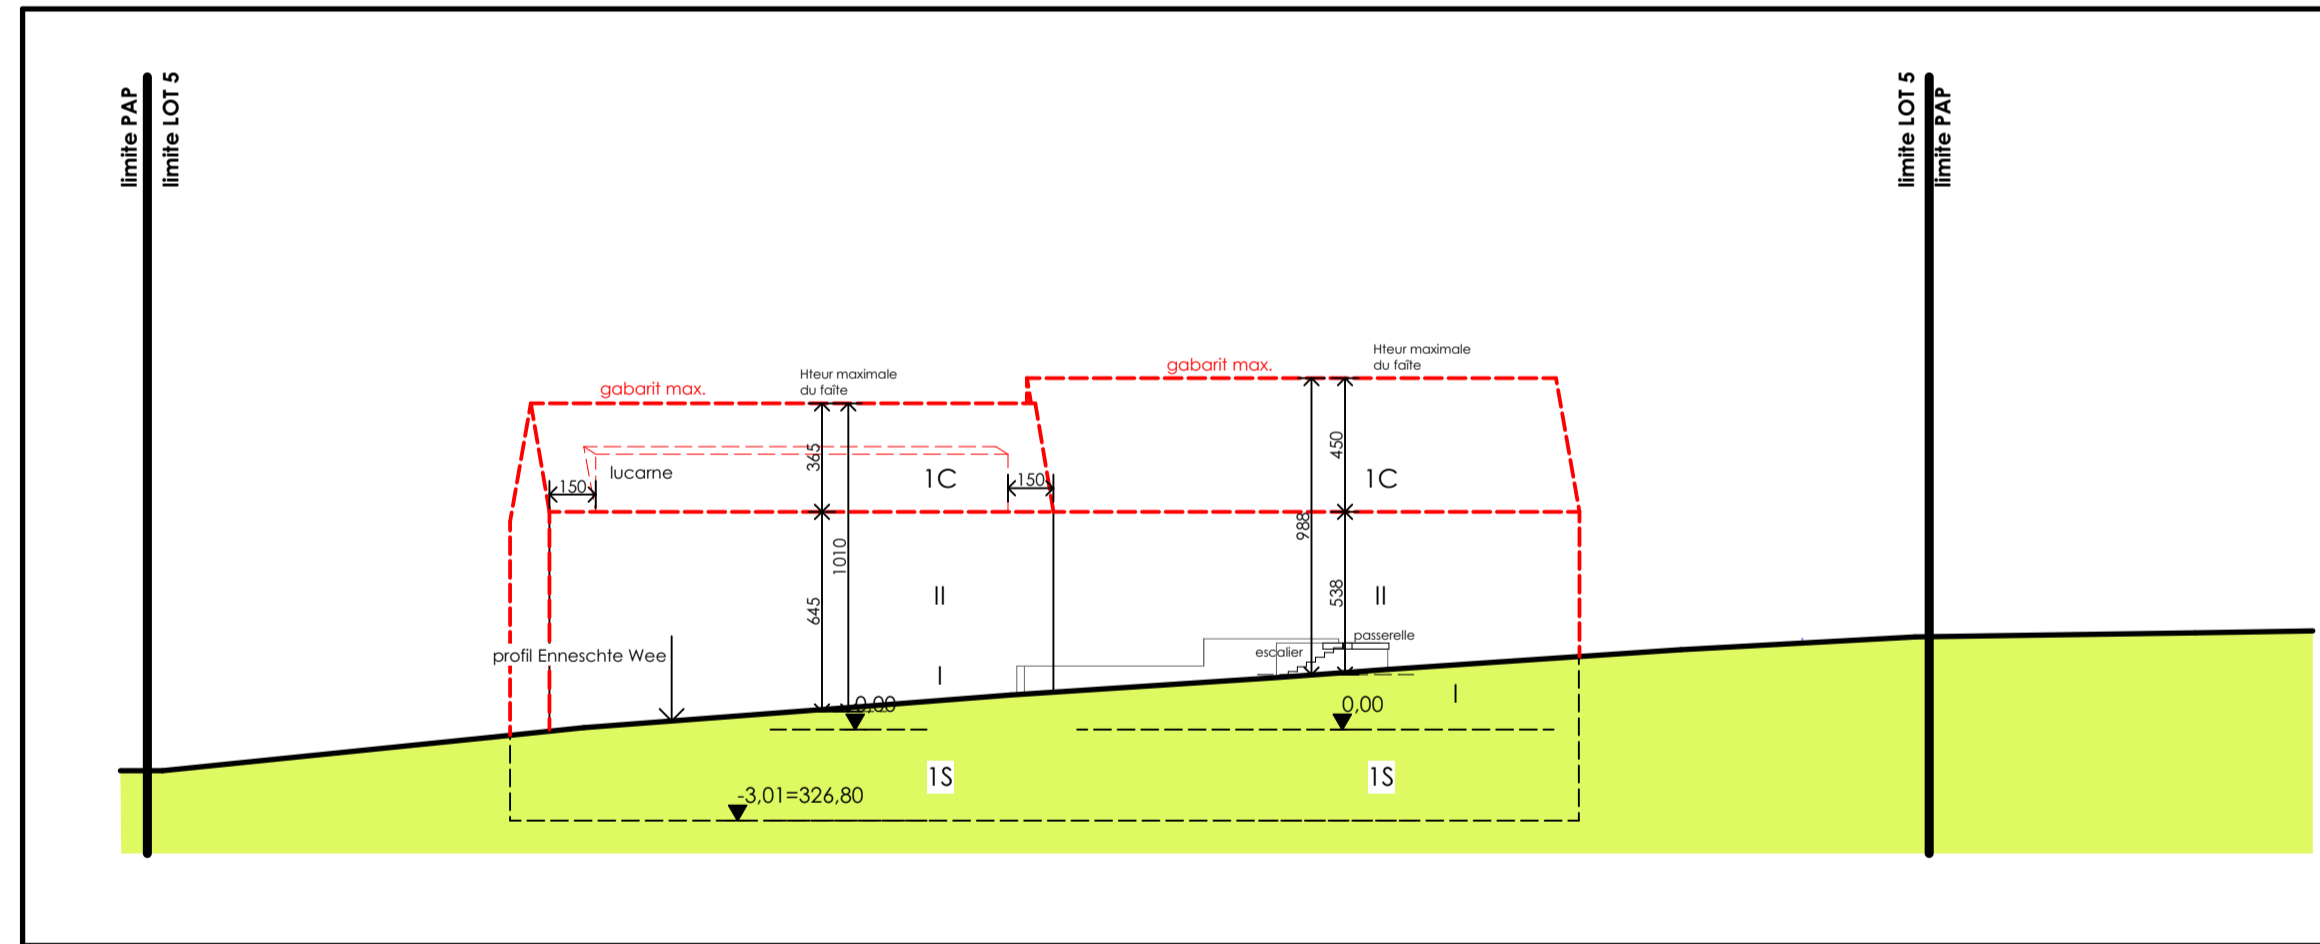 limite PAP
limite LOT 5
limite LOT 5
limite PAP
gabarit max.
Hteur maximale
du faîte
gabarit max.
Hteur maximale
du faîte
365
450
lucarne
1C
1C
150
150
988
1010
645
538
II
II
profil Enneschte Wee
escalier
passerelle
I
I
0,00
0,00
1S
1S
-3,01=326,80